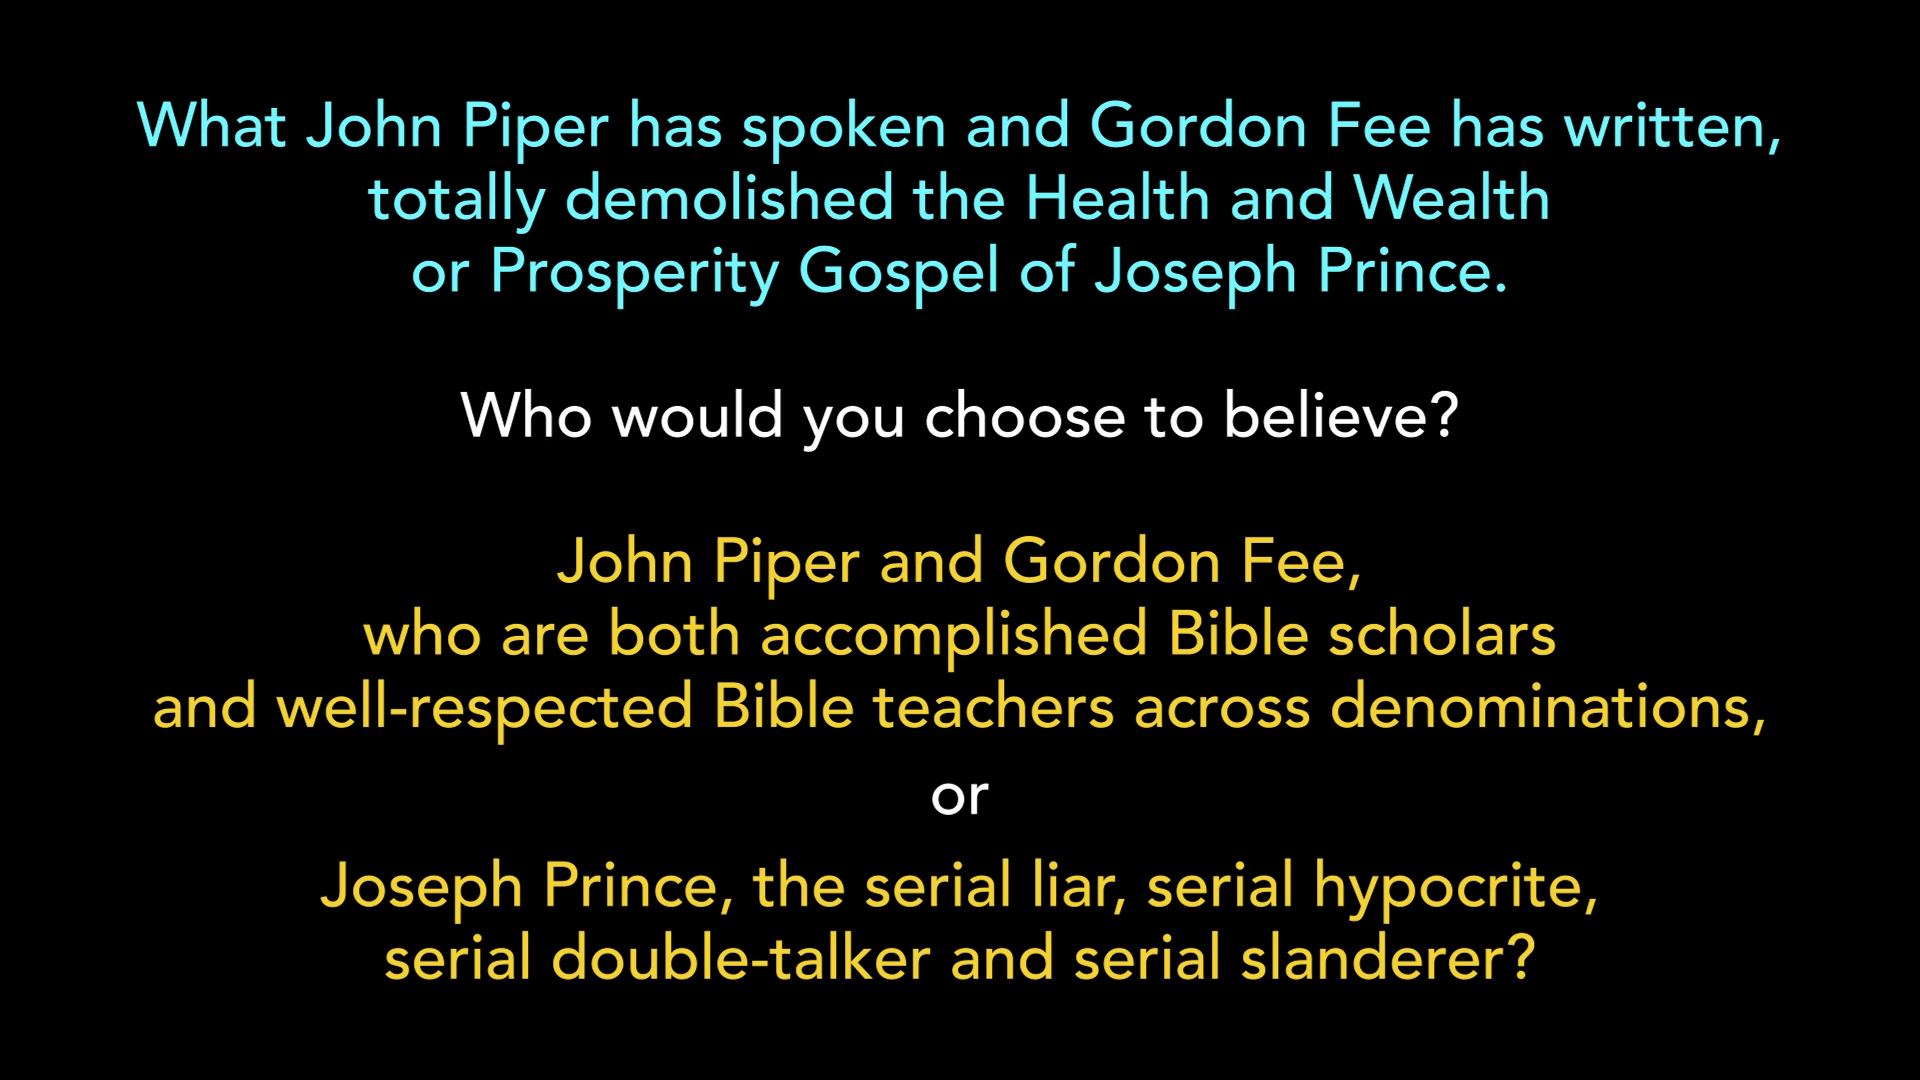 What John Piper has spoken and Gordon Fee has written,
totally demolished the Health and Wealth
or Prosperity Gospel of Joseph Prince.
Who would you choose to believe?
John Piper and Gordon Fee,
who are both accomplished Bible scholars
and well-respected Bible teachers across denominations,
or
Joseph Prince, the serial liar, serial hypocrite,
serial double-talker and serial slanderer?